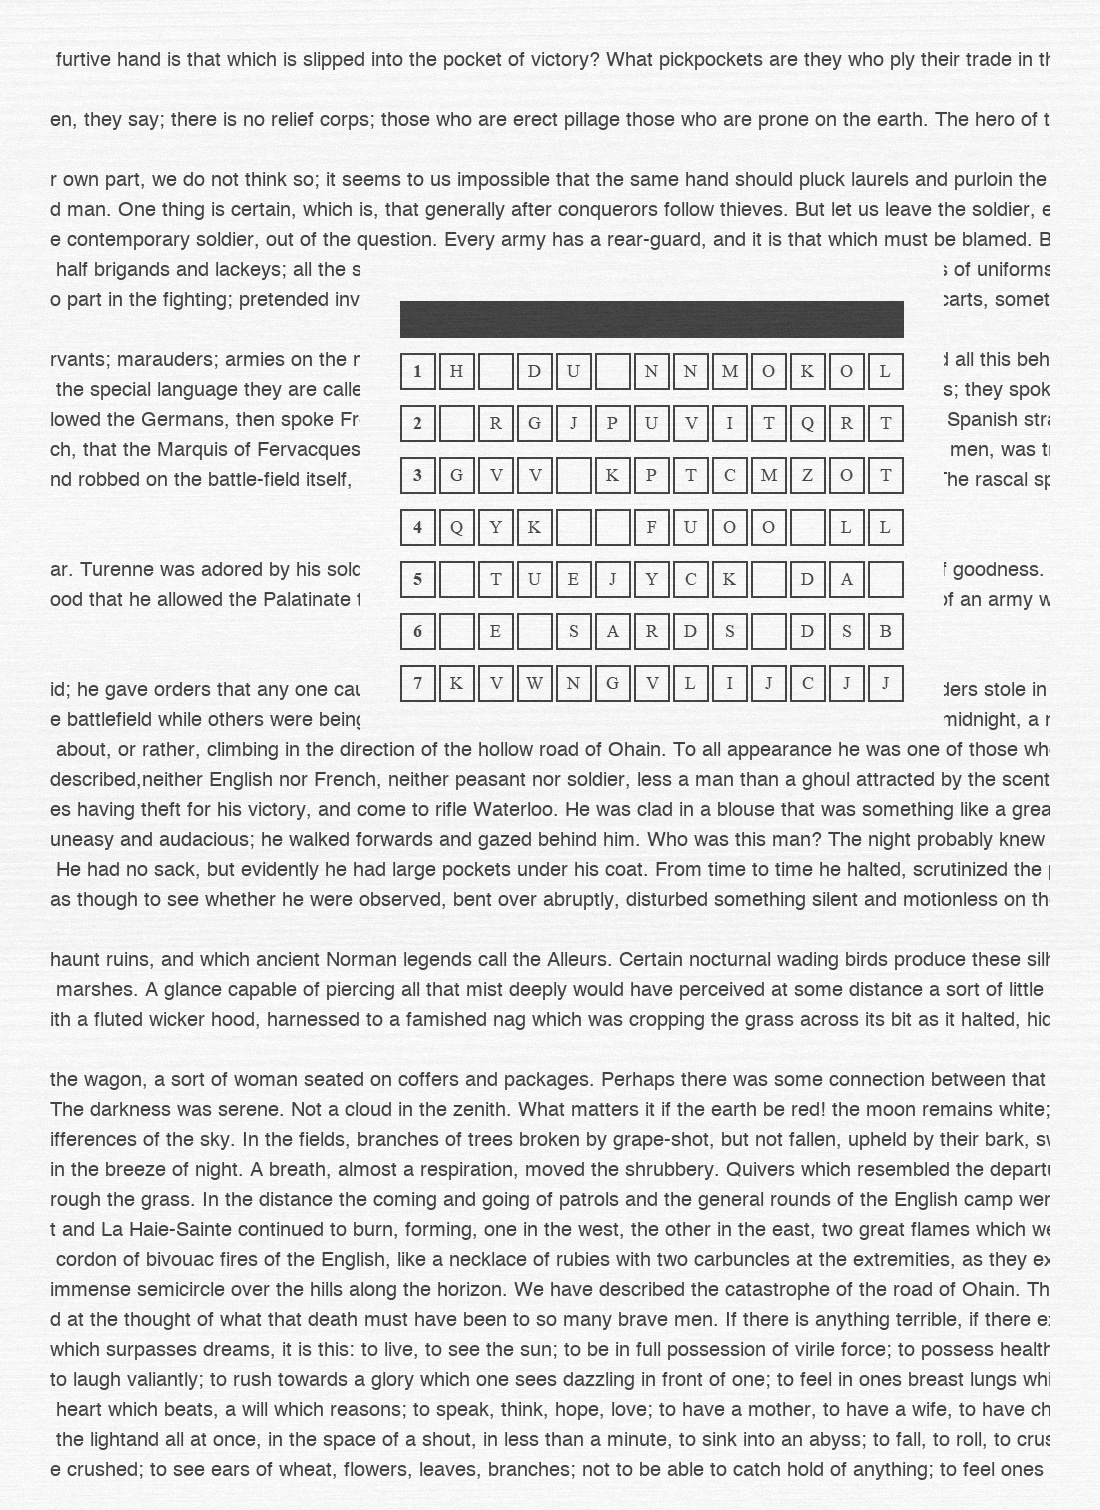 furtive hand is that which is slipped into the pocket of victory? What pickpockets are they who ply their trade in th
en, they say; there is no relief corps; those who are erect pillage those who are prone on the earth. The hero of t
r own part, we do not think so; it seems to us impossible that the same hand should pluck laurels and purloin the
d man. One thing is certain, which is, that generally after conquerors follow thieves. But let us leave the soldier, e
e contemporary soldier, out of the question. Every army has a rear-guard, and it is that which must be blamed. B
half brigands and lackeys; all the s
o part in the fighting; pretended inv
rvants; marauders; armies on the
the special language they are calle
lowed the Germans, then spoke Fr
ch, that the Marquis of Fervacques
nd robbed on the battle-field itself,
ar. Turenne was adored by his sold
ood that he allowed the Palatinate t
id; he gave orders that any one cau
e battlefield while others were being
1 H D U N N M O K O L
2 R G J P U V I T Q R T
3 G V V K P T C M Z O T
4 Q Y K F U O O L L
5 T U E J Y C K D A
6 E S A R D S D S B
7 K V W N G V L I J C J J
s of uniforms
carts, somet
d all this beh
s; they spok
Spanish stra
men, was tr
The rascal sp
f goodness.
of an army w
ders stole in
midnight, a
about, or rather, climbing in the direction of the hollow road of Ohain. To all appearance he was one of those who
described,neither English nor French, neither peasant nor soldier, less a man than a ghoul attracted by the scent
es having theft for his victory, and come to rifle Waterloo. He was clad in a blouse that was something like a grea
uneasy and audacious; he walked forwards and gazed behind him. Who was this man? The night probably knew
He had no sack, but evidently he had large pockets under his coat. From time to time he halted, scrutinized the
as though to see whether he were observed, bent over abruptly, disturbed something silent and motionless on th
haunt ruins, and which ancient Norman legends call the Alleurs. Certain nocturnal wading birds produce these silh
marshes. A glance capable of piercing all that mist deeply would have perceived at some distance a sort of little
ith a fluted wicker hood, harnessed to a famished nag which was cropping the grass across its bit as it halted, hid
the wagon, a sort of woman seated on coffers and packages. Perhaps there was some connection between that
The darkness was serene. Not a cloud in the zenith. What matters it if the earth be red! the moon remains white;
ifferences of the sky. In the fields, branches of trees broken by grape-shot, but not fallen, upheld by their bark, sw
in the breeze of night. A breath, almost a respiration, moved the shrubbery. Quivers which resembled the departu
rough the grass. In the distance the coming and going of patrols and the general rounds of the English camp wer
t and La Haie-Sainte continued to burn, forming, one in the west, the other in the east, two great flames which we
cordon of bivouac fires of the English, like a necklace of rubies with two carbuncles at the extremities, as they ex
immense semicircle over the hills along the horizon. We have described the catastrophe of the road of Ohain. Th
d at the thought of what that death must have been to so many brave men. If there is anything terrible, if there ex
which surpasses dreams, it is this: to live, to see the sun; to be in full possession of virile force; to possess health
to laugh valiantly; to rush towards a glory which one sees dazzling in front of one; to feel in ones breast lungs whi
heart which beats, a will which reasons; to speak, think, hope, love; to have a mother, to have a wife, to have ch
the lightand all at once, in the space of a shout, in less than a minute, to sink into an abyss; to fall, to roll, to crus
e crushed; to see ears of wheat, flowers, leaves, branches; not to be able to catch hold of anything; to feel ones